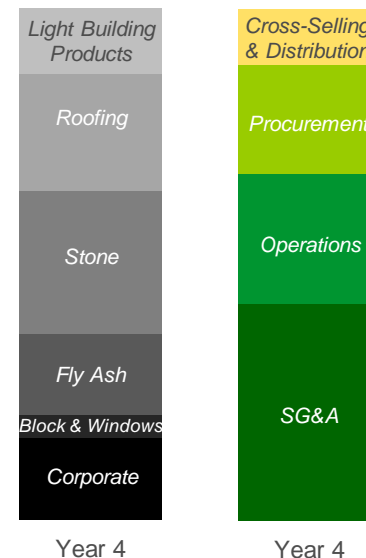 Light Building
Products
Roofing
Stone
Fly Ash
Block & Windows
Corporate
Year 4
Cross-Selling
& Distribution
Procurement
Operations
SG&A
Year 4